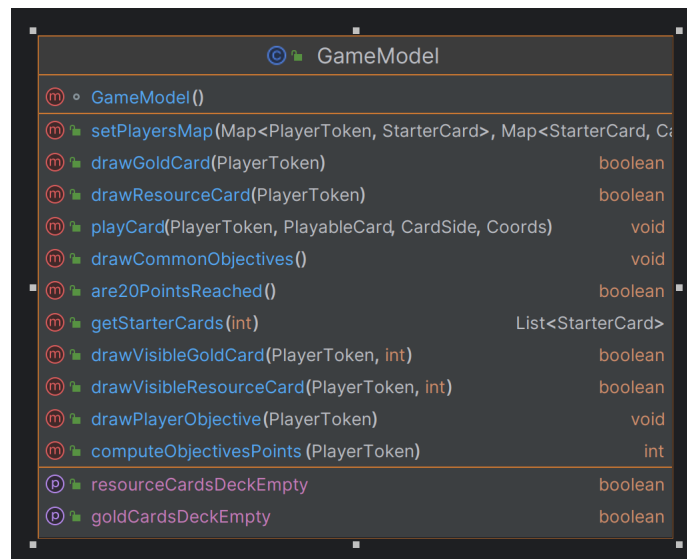 GameModel
GameModel()
setPlayersMap(Map<PlayerToken, StarterCard>, Map<StarterCard, Ca
drawGoldCard(PlayerToken) boolean
drawResourceCard(PlayerToken) boolean
playCard(PlayerToken, PlayableCard, CardSide, Coords) void
drawCommonObjectives() void
are20PointsReached() boolean
getStarterCards(int) List<StarterCard>
drawVisibleGoldCard(PlayerToken, int) boolean
drawVisibleResourceCard(PlayerToken, int) boolean
drawPlayerObjective(PlayerToken) void
computeObjectivesPoints(PlayerToken) int
resourceCardsDeckEmpty boolean
goldCardsDeckEmpty boolean